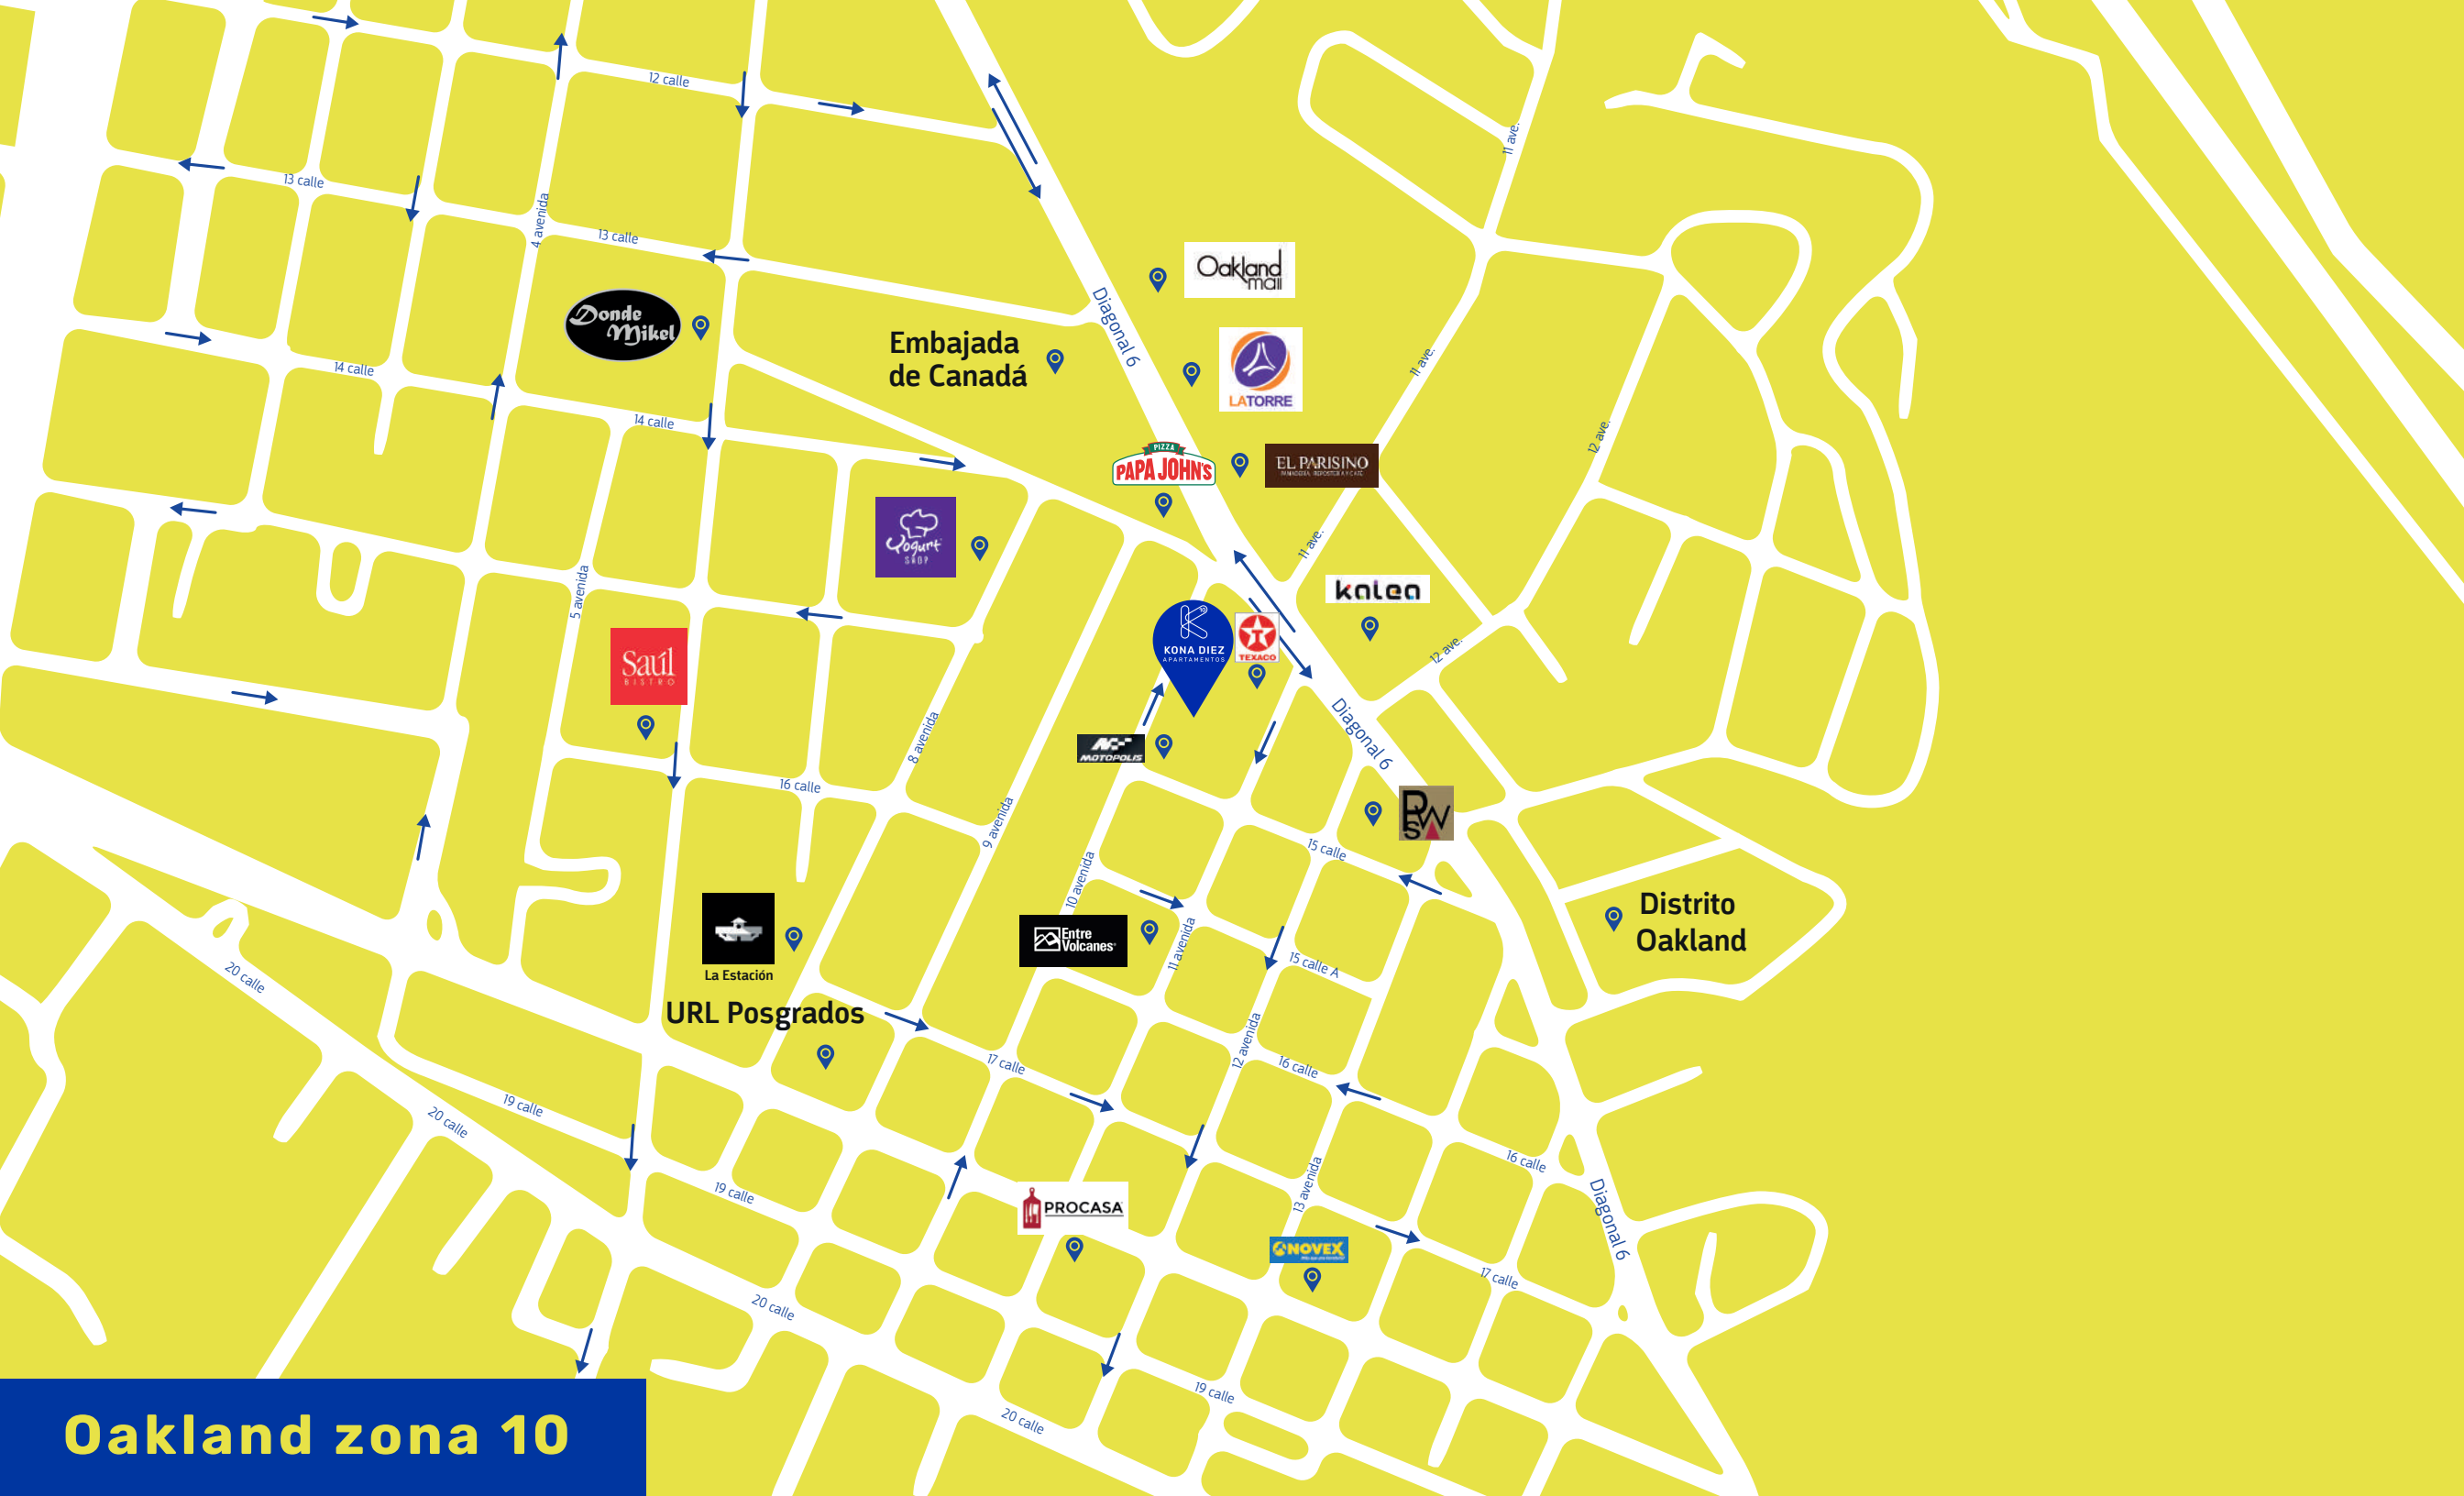 12 calle
11 ave.
13 calle
4 avenida
13 calle
Oakland
mall
Donde
Mikel
Diagonal 6
Embajada
de Canadá
LATORRE
14 calle
11 ave.
14 calle
12 ave.
PIZZA
PAPA JOHN'S
EL PARISINO
Yogurt
SHOP
11 ave.
5 avenida
kalea
KONA DIEZ
APARTAMENTOS
TEXACO
12 ave.
Saúl
BISTRO
8 avenida
Diagonal 6
MOTOPOLIS
16 calle
9 avenida
PWS
15 calle
10 avenida
Distrito
Oakland
Entre
Volcanes
11 avenida
La Estación
15 calle A
20 calle
URL Posgrados
12 avenida
17 calle
16 calle
19 calle
20 calle
16 calle
19 calle
13 avenida
PROCASA
Diagonal 6
NOVEX
17 calle
20 calle
19 calle
20 calle
Oakland zona 10